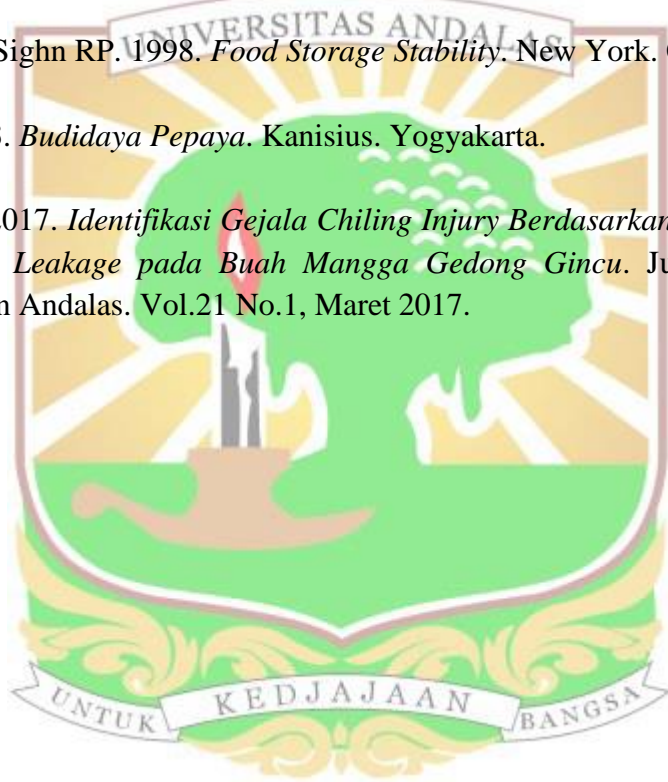 UNIVERSITAS ANDALAS
Sighn RP. 1998. Food Storage Stability. New York.
. Budidaya Pepaya. Kanisius. Yogyakarta.
2017. Identifikasi Gejala Chiling Injury Berdasarkan
Leakage pada Buah Mangga Gedong Gincu.
Andalas. Vol.21 No.1, Maret 2017.
UNTUK KEDJAJAAN BANGSA